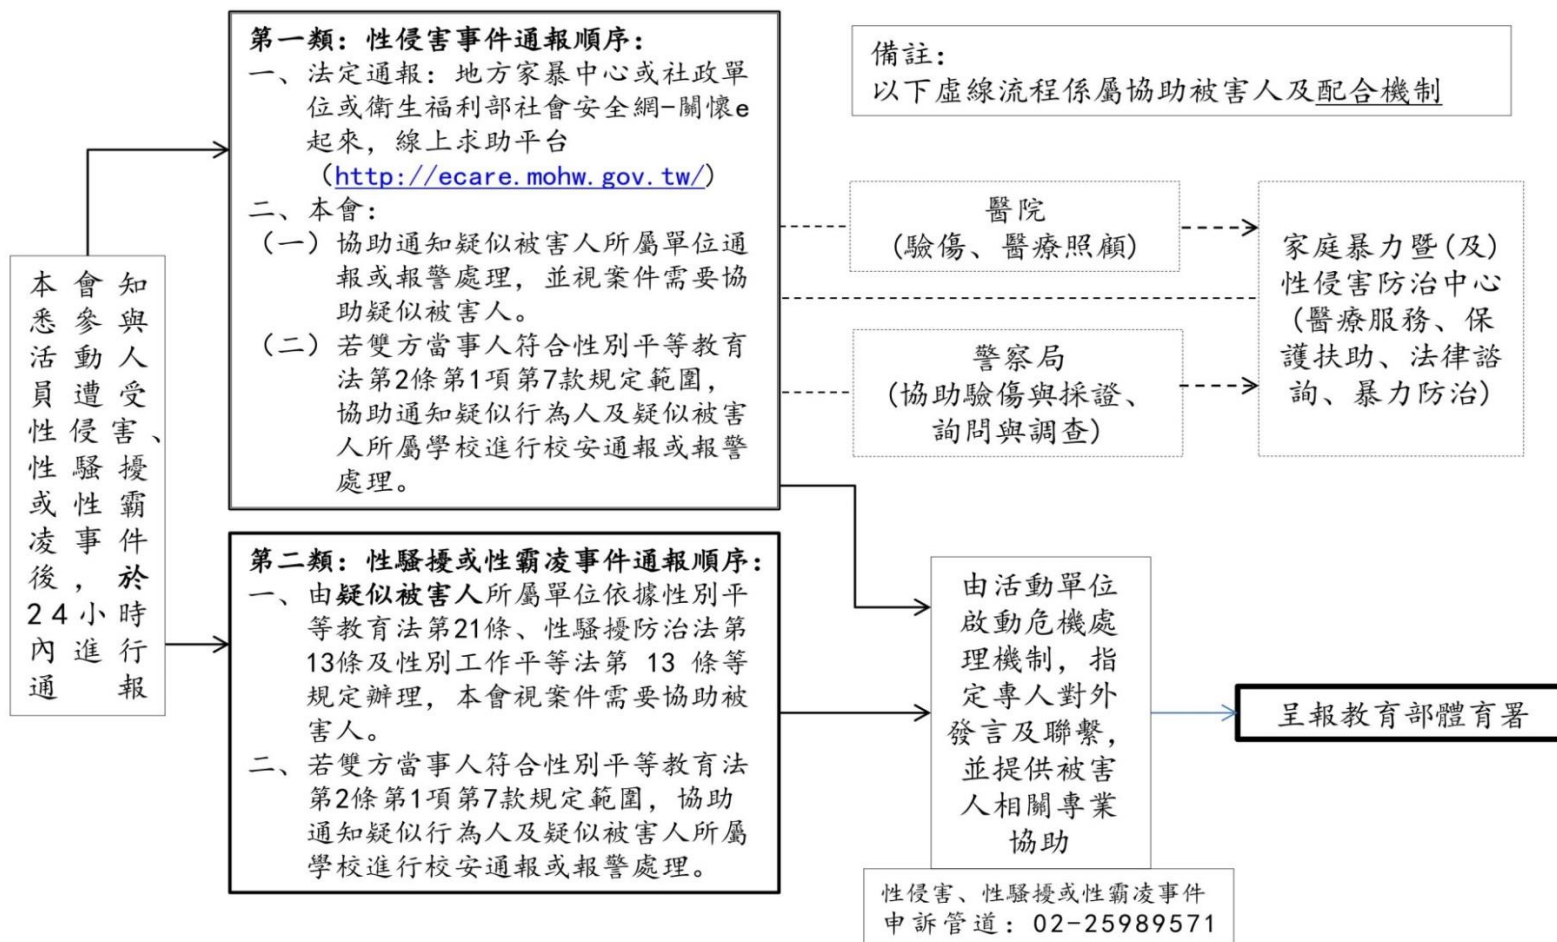 本會知
悉參與
活動人
員遭受
性侵害、
性騷擾
或性霸
凌事件
後，於
24小時
內進行
通報
第一類：性侵害事件通報順序：
一、法定通報：地方家暴中心或社政單
位或衛生福利部社會安全網-關懷e
起來，線上求助平台
（http://ecare.mohw.gov.tw/）
二、本會：
（一）協助通知疑似被害人所屬單位通
報或報警處理，並視案件需要協
助疑似被害人。
（二）若雙方當事人符合性別平等教育
法第2條第1項第7款規定範圍，
協助通知疑似行為人及疑似被害
人所屬學校進行校安通報或報警
處理。
第二類：性騷擾或性霸凌事件通報順序：
一、由疑似被害人所屬單位依據性別平
等教育法第21條、性騷擾防治法第
13條及性別工作平等法第 13 條等
規定辦理，本會視案件需要協助被
害人。
二、若雙方當事人符合性別平等教育法
第2條第1項第7款規定範圍，協助
通知疑似行為人及疑似被害人所屬
學校進行校安通報或報警處理。
備註：
以下虛線流程係屬協助被害人及配合機制
醫院
(驗傷、醫療照顧)
警察局
(協助驗傷與採證、
詢問與調查)
家庭暴力暨(及)
性侵害防治中心
(醫療服務、保
護扶助、法律諮
詢、暴力防治)
由活動單位
啟動危機處
理機制，指
定專人對外
發言及聯繫，
並提供被害
人相關專業
協助
性侵害、性騷擾或性霸凌事件
申訴管道：02-25989571
呈報教育部體育署